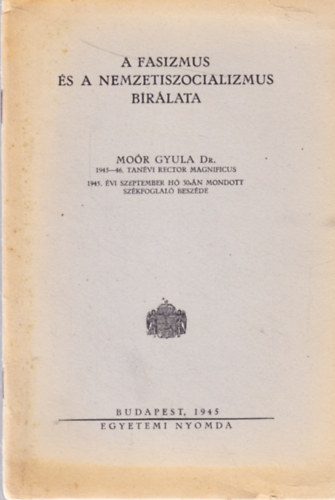 A FASIZMUS
ÉS A NEMZETISZOCIALIZMUS
BÍRÁLATA
MOÓR GYULA DR.
1945—46. TANÉVI RECTOR MAGNIFICUS
1945. ÉVI SZEPTEMBER HÓ 30-ÁN MONDOTT
SZÉKFOGLALÓ BESZÉDE
BUDAPEST, 1945
EGYETEMI NYOMDA